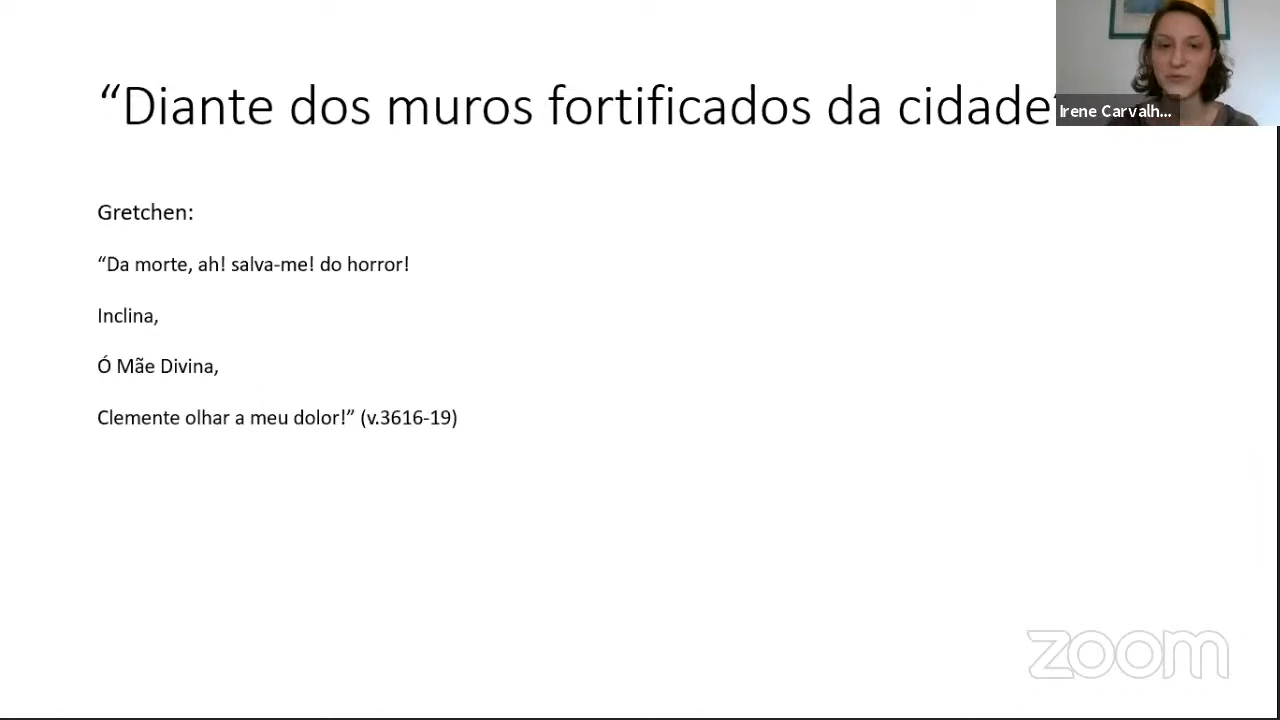 “Diante dos muros fortificados da cidade”
Irene Carvalh...
Gretchen:
“Da morte, ah! salva-me! do horror!
Inclina,
Ó Mãe Divina,
Clemente olhar a meu dolor!” (v.3616-19)
zoom